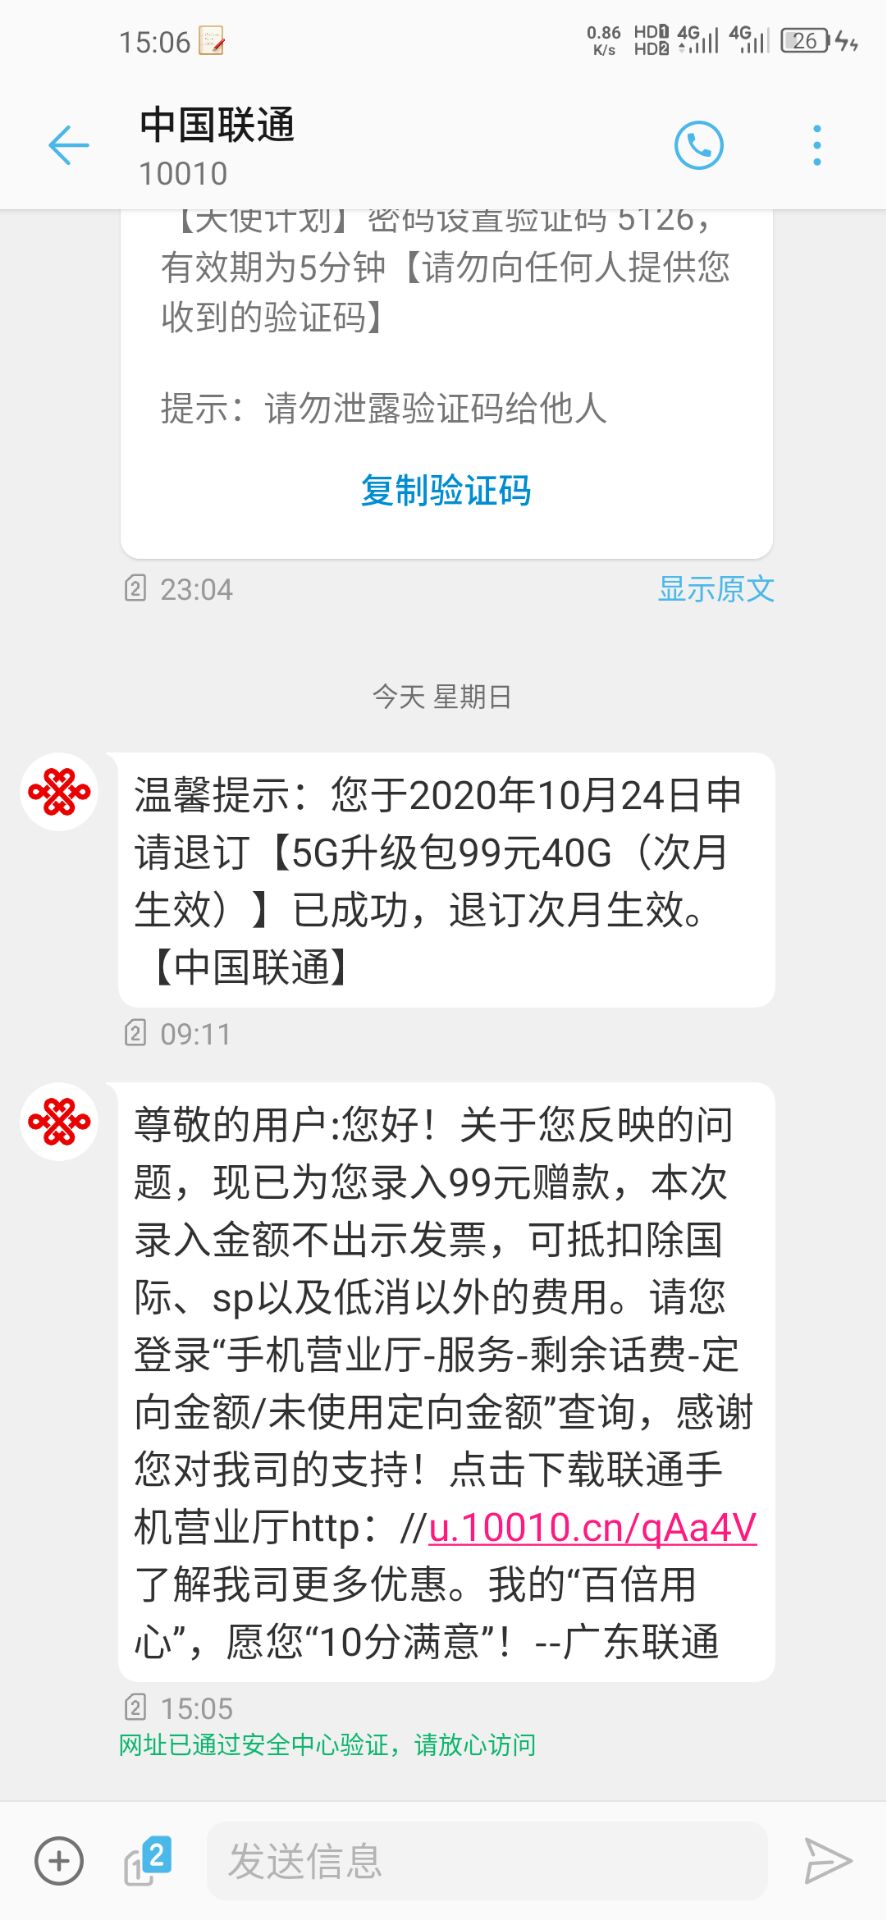 15:06
0.86 K/s HD1 HD2 4G 4G 26
中国联通
10010
【天使计划】密码设置验证码 5126，
有效期为5分钟【请勿向任何人提供您
收到的验证码】
提示：请勿泄露验证码给他人
复制验证码
2 23:04 显示原文
今天 星期日
温馨提示：您于2020年10月24日申
请退订【5G升级包99元40G（次月
生效）】已成功，退订次月生效。
【中国联通】
2 09:11
尊敬的用户:您好！关于您反映的问
题，现已为您录入99元赠款，本次
录入金额不出示发票，可抵扣除国
际、sp以及低消以外的费用。请您
登录“手机营业厅-服务-剩余话费-定
向金额/未使用定向金额”查询，感谢
您对我司的支持！点击下载联通手
机营业厅http：//u.10010.cn/qAa4V
了解我司更多优惠。我的“百倍用
心”，愿您“10分满意”！--广东联通
2 15:05
网址已通过安全中心验证，请放心访问
1 2 发送信息